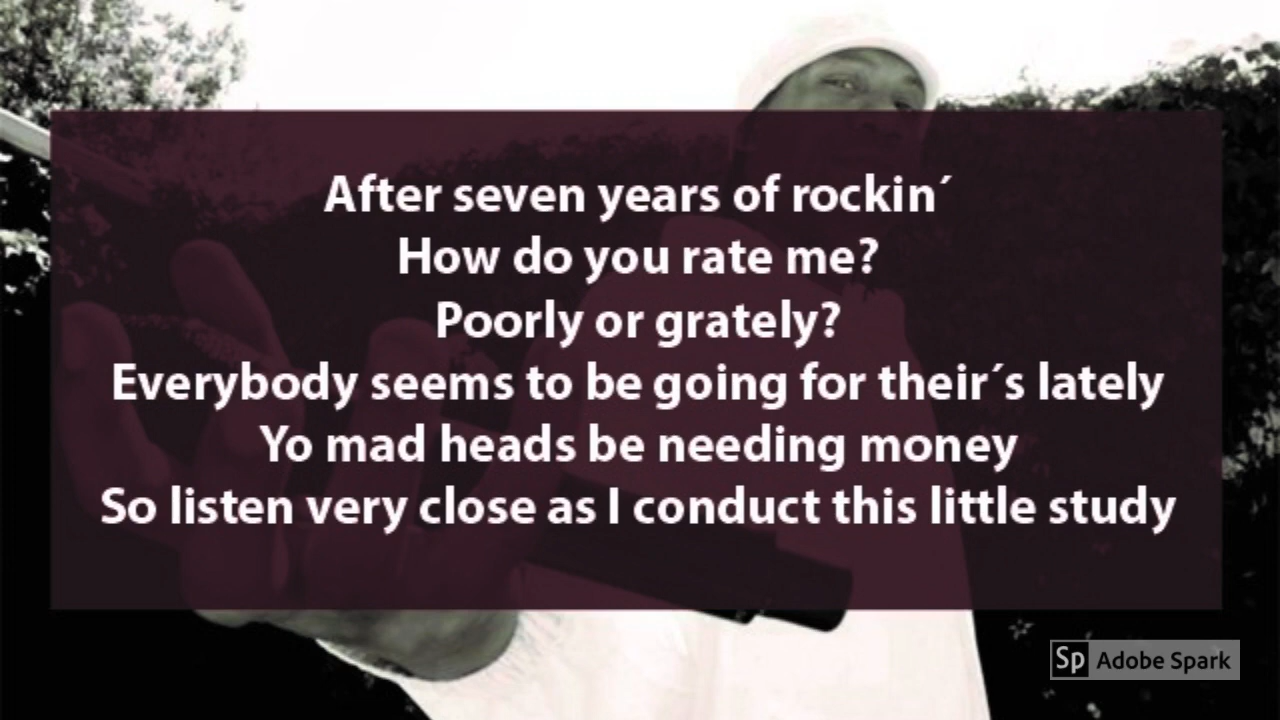 After seven years of rockin´
How do you rate me?
Poorly or grately?
Everybody seems to be going for their´s lately
Yo mad heads be needing money
So listen very close as I conduct this little study
Sp Adobe Spark